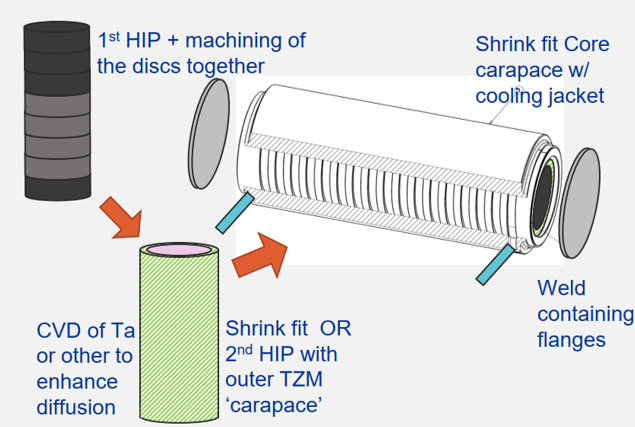 1st HIP + machining of
the discs together
Shrink fit Core
carapace w/
cooling jacket
CVD of Ta
or other to
enhance
diffusion
Shrink fit OR
2nd HIP with
outer TZM
‘carapace’
Weld
containing
flanges